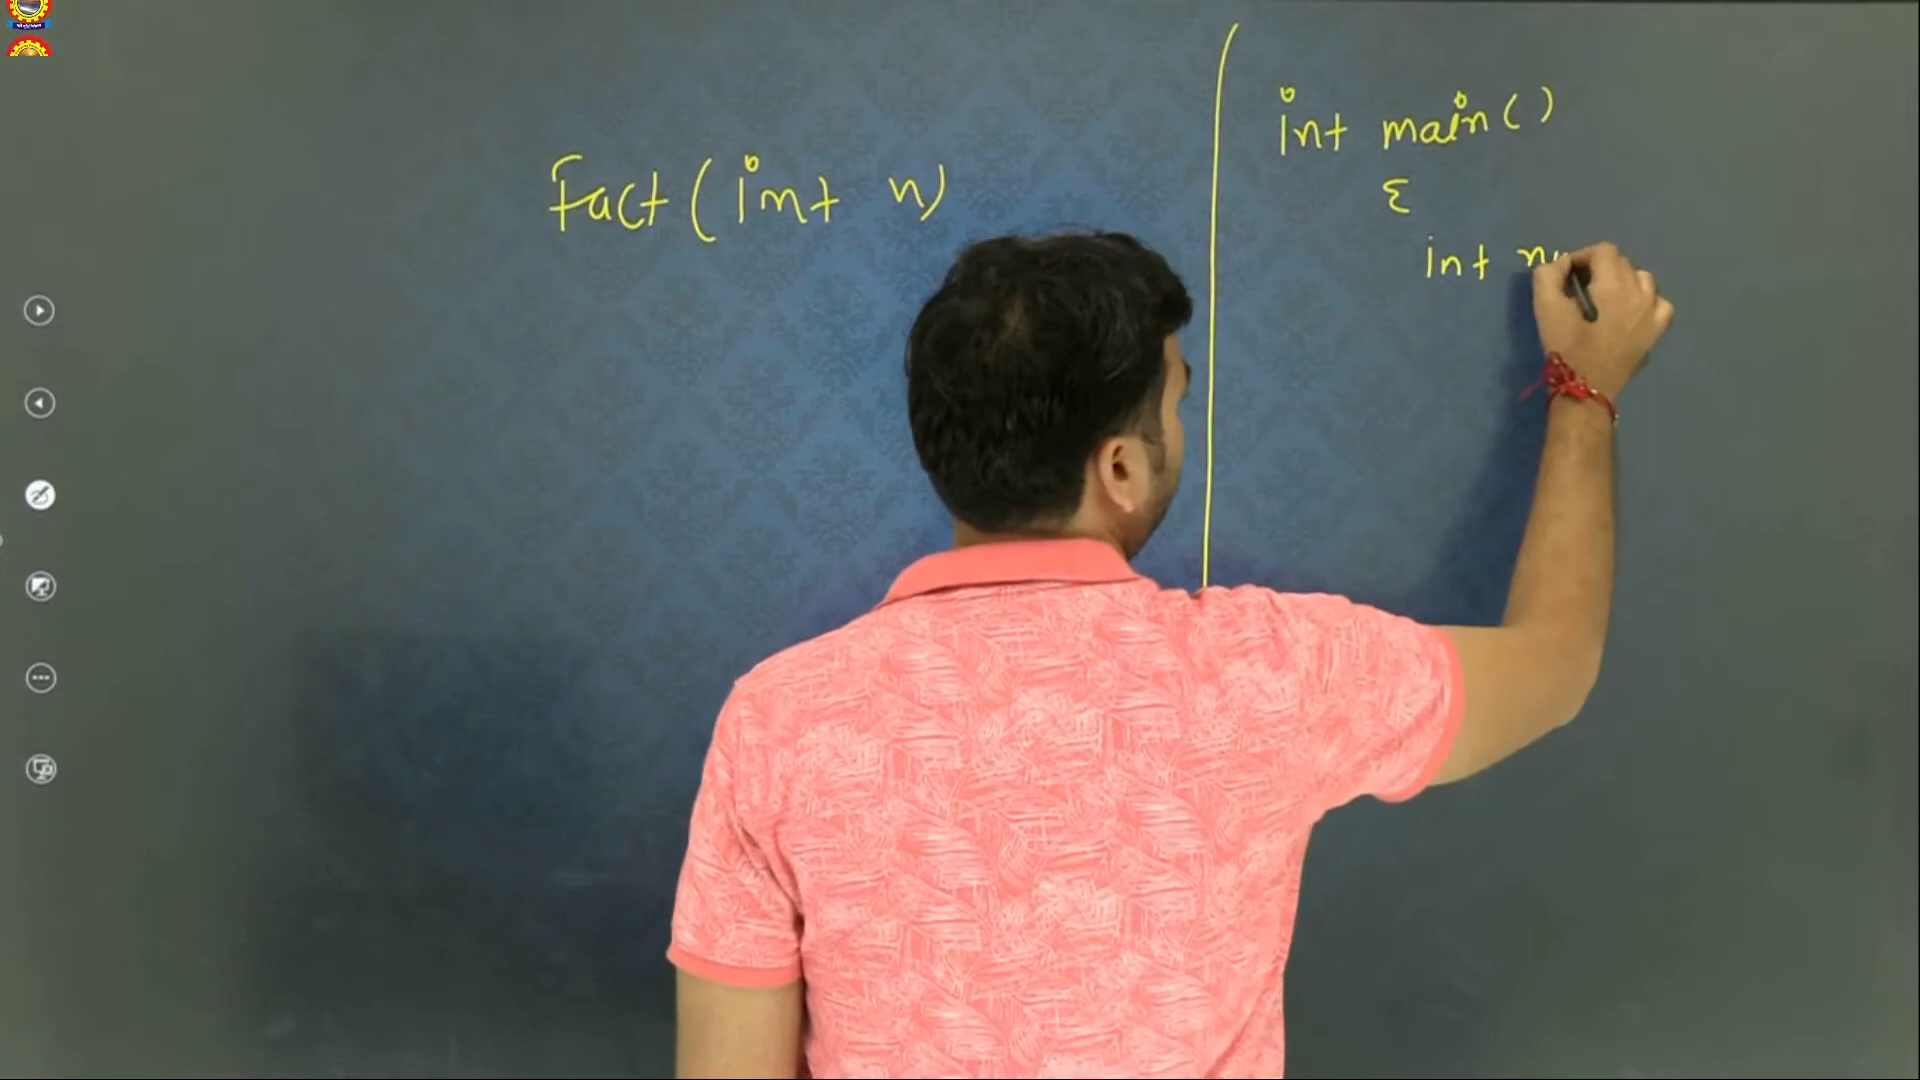 Fact(int n)
int main()
{
int